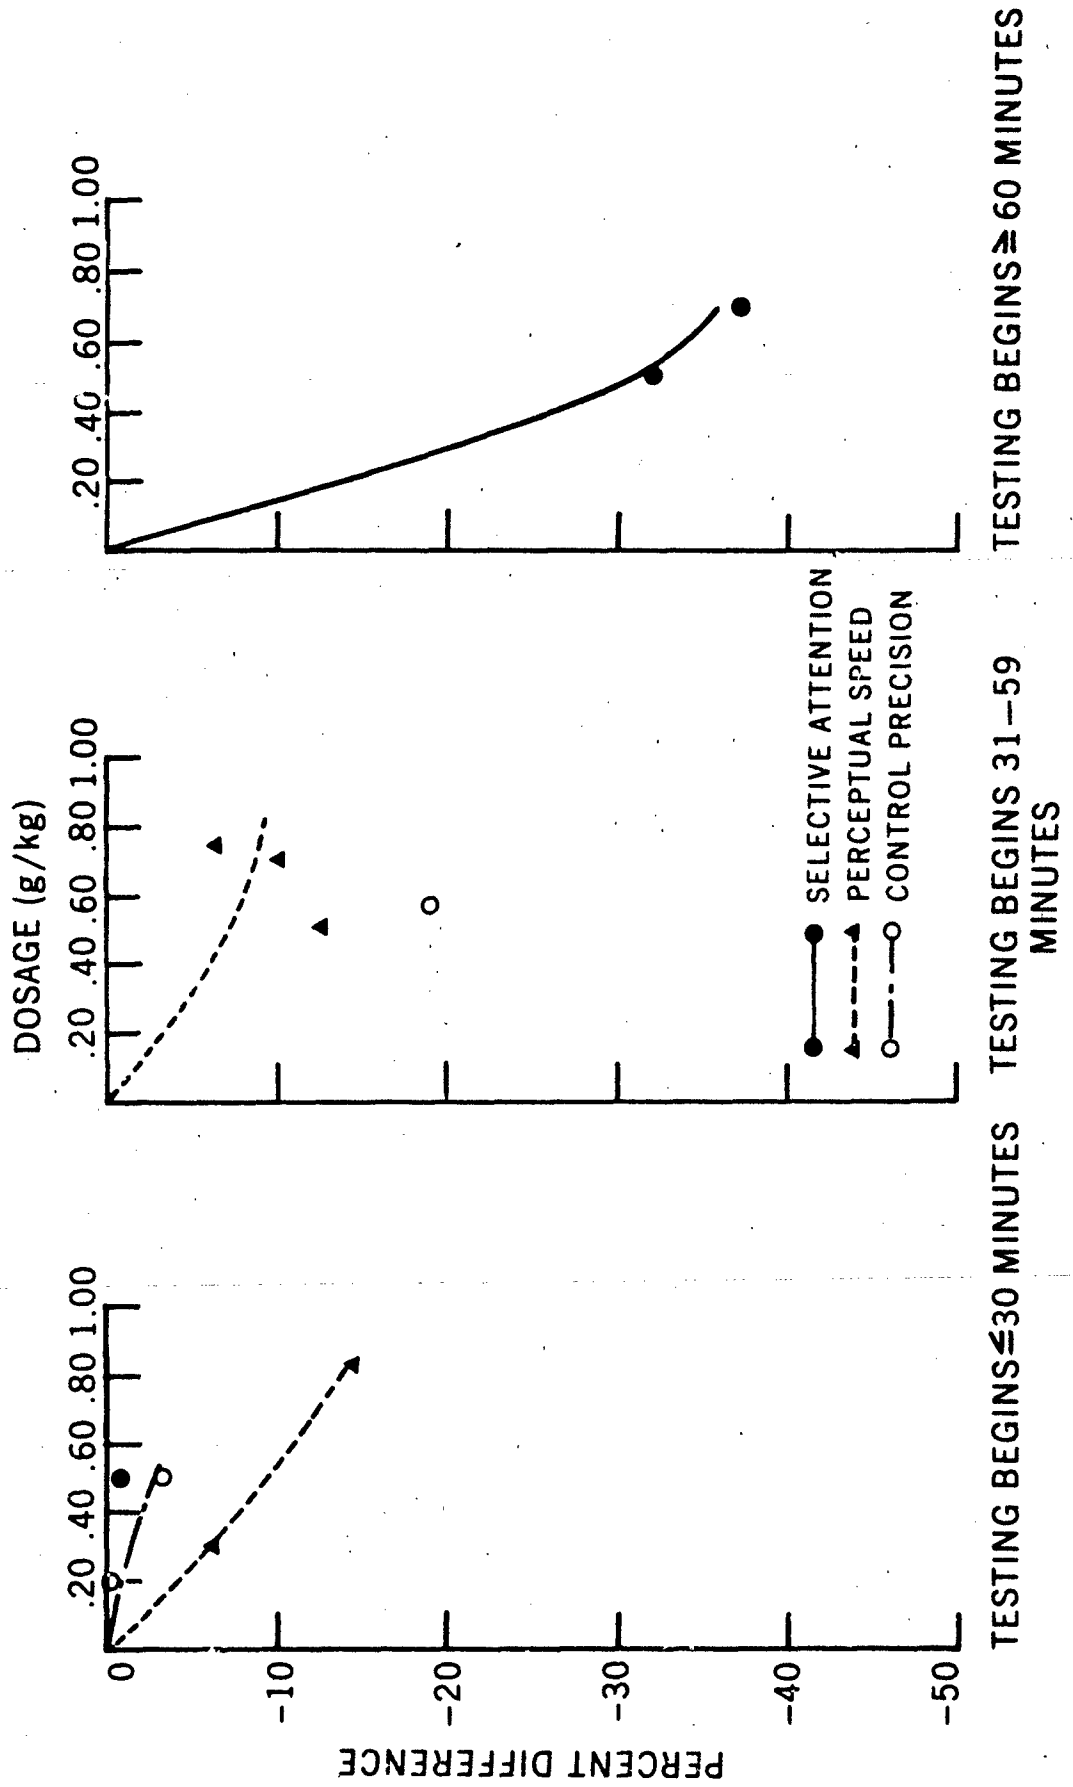 DOSAGE (g/kg)
.20 .40 .60 .80 1.00
.20 .40 .60 .80 1.00
.20 .40 .60 .80 1.00
PERCENT DIFFERENCE
0
-10
-20
-30
-40
-50
SELECTIVE ATTENTION
PERCEPTUAL SPEED
CONTROL PRECISION
TESTING BEGINS≤30 MINUTES
TESTING BEGINS 31-59
MINUTES
TESTING BEGINS≥60 MINUTES